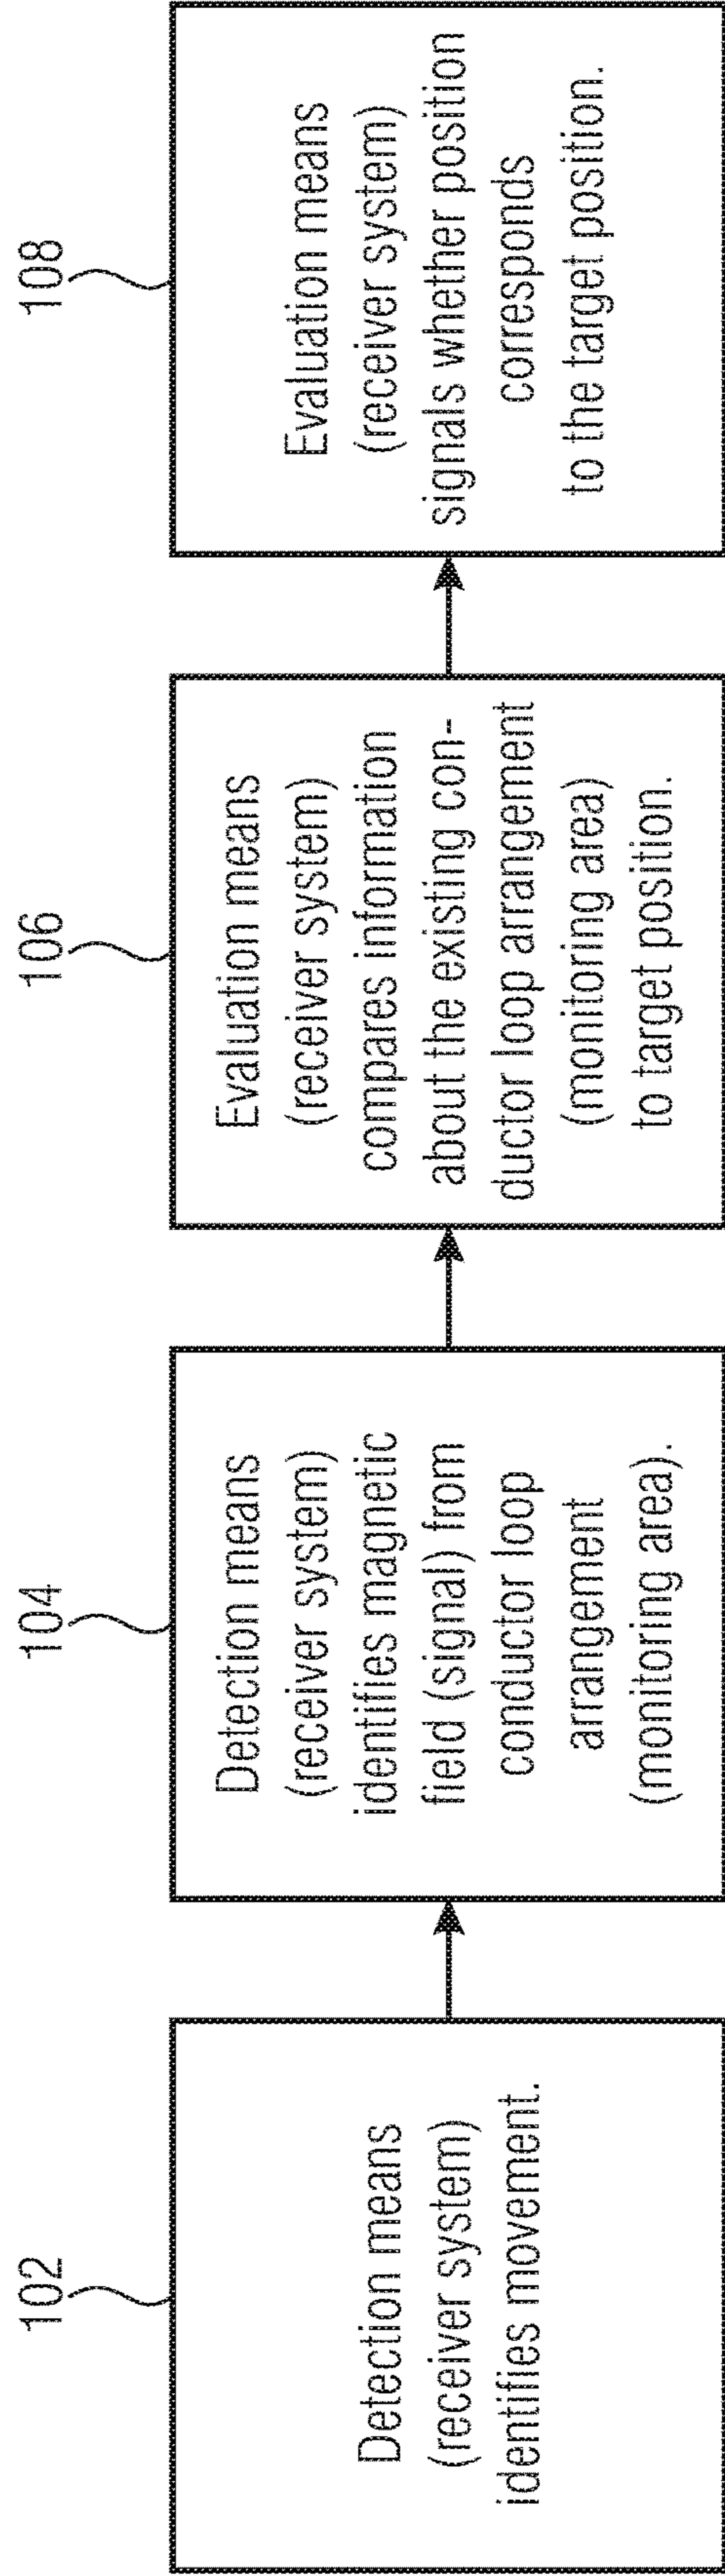 102
Detection means
(receiver system)
identifies movement.
104
Detection means
(receiver system)
identifies magnetic
field (signal) from
conductor loop
arrangement
(monitoring area).
106
Evaluation means
(receiver system)
compares information
about the existing con-
ductor loop arrangement
(monitoring area)
to target position.
108
Evaluation means
(receiver system)
signals whether position
corresponds
to the target position.